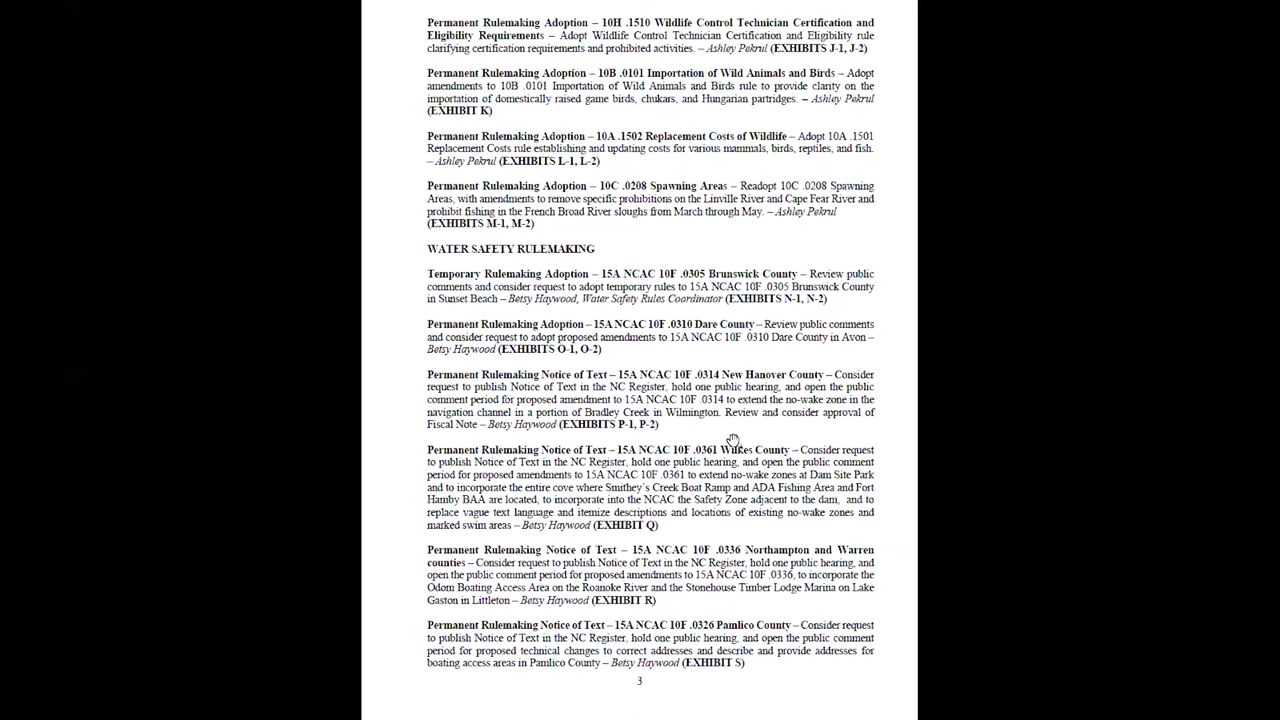 Permanent Rulemaking Adoption – 10H .1510 Wildlife Control Technician Certification and
Eligibility Requirements – Adopt Wildlife Control Technician Certification and Eligibility rule
clarifying certification requirements and prohibited activities. – Ashley Pekrul (EXHIBITS J-1, J-2)
Permanent Rulemaking Adoption – 10B .0101 Importation of Wild Animals and Birds – Adopt
amendments to 10B .0101 Importation of Wild Animals and Birds rule to provide clarity on the
importation of domestically raised game birds, chukars, and Hungarian partridges. – Ashley Pekrul
(EXHIBIT K)
Permanent Rulemaking Adoption – 10A .1502 Replacement Costs of Wildlife – Adopt 10A .1501
Replacement Costs rule establishing and updating costs for various mammals, birds, reptiles, and fish.
– Ashley Pekrul (EXHIBITS L-1, L-2)
Permanent Rulemaking Adoption – 10C .0208 Spawning Areas – Readopt 10C .0208 Spawning
Areas, with amendments to remove specific prohibitions on the Linville River and Cape Fear River and
prohibit fishing in the French Broad River sloughs from March through May. – Ashley Pekrul
(EXHIBITS M-1, M-2)
WATER SAFETY RULEMAKING
Temporary Rulemaking Adoption – 15A NCAC 10F .0305 Brunswick County – Review public
comments and consider request to adopt temporary rules to 15A NCAC 10F .0305 Brunswick County
in Sunset Beach – Betsy Haywood, Water Safety Rules Coordinator (EXHIBITS N-1, N-2)
Permanent Rulemaking Adoption – 15A NCAC 10F .0310 Dare County – Review public comments
and consider request to adopt proposed amendments to 15A NCAC 10F .0310 Dare County in Avon –
Betsy Haywood (EXHIBITS O-1, O-2)
Permanent Rulemaking Notice of Text – 15A NCAC 10F .0314 New Hanover County – Consider
request to publish Notice of Text in the NC Register, hold one public hearing, and open the public
comment period for proposed amendment to 15A NCAC 10F .0314 to extend the no-wake zone in the
navigation channel in a portion of Bradley Creek in Wilmington. Review and consider approval of
Fiscal Note – Betsy Haywood (EXHIBITS P-1, P-2)
Permanent Rulemaking Notice of Text – 15A NCAC 10F .0361 Wilkes County – Consider request
to publish Notice of Text in the NC Register, hold one public hearing, and open the public comment
period for proposed amendments to 15A NCAC 10F .0361 to extend no-wake zones at Dam Site Park
and to incorporate the entire cove where Smithey's Creek Boat Ramp and ADA Fishing Area and Fort
Hamby BAA are located, to incorporate into the NCAC the Safety Zone adjacent to the dam, and to
replace vague text language and itemize descriptions and locations of existing no-wake zones and
marked swim areas – Betsy Haywood (EXHIBIT Q)
Permanent Rulemaking Notice of Text – 15A NCAC 10F .0336 Northampton and Warren
counties – Consider request to publish Notice of Text in the NC Register, hold one public hearing, and
open the public comment period for proposed amendments to 15A NCAC 10F .0336, to incorporate the
Odom Boating Access Area on the Roanoke River and the Stonehouse Timber Lodge Marina on Lake
Gaston in Littleton – Betsy Haywood (EXHIBIT R)
Permanent Rulemaking Notice of Text – 15A NCAC 10F .0326 Pamlico County – Consider request
to publish Notice of Text in the NC Register, hold one public hearing, and open the public comment
period for proposed technical changes to correct addresses and describe and provide addresses for
boating access areas in Pamlico County – Betsy Haywood (EXHIBIT S)
3